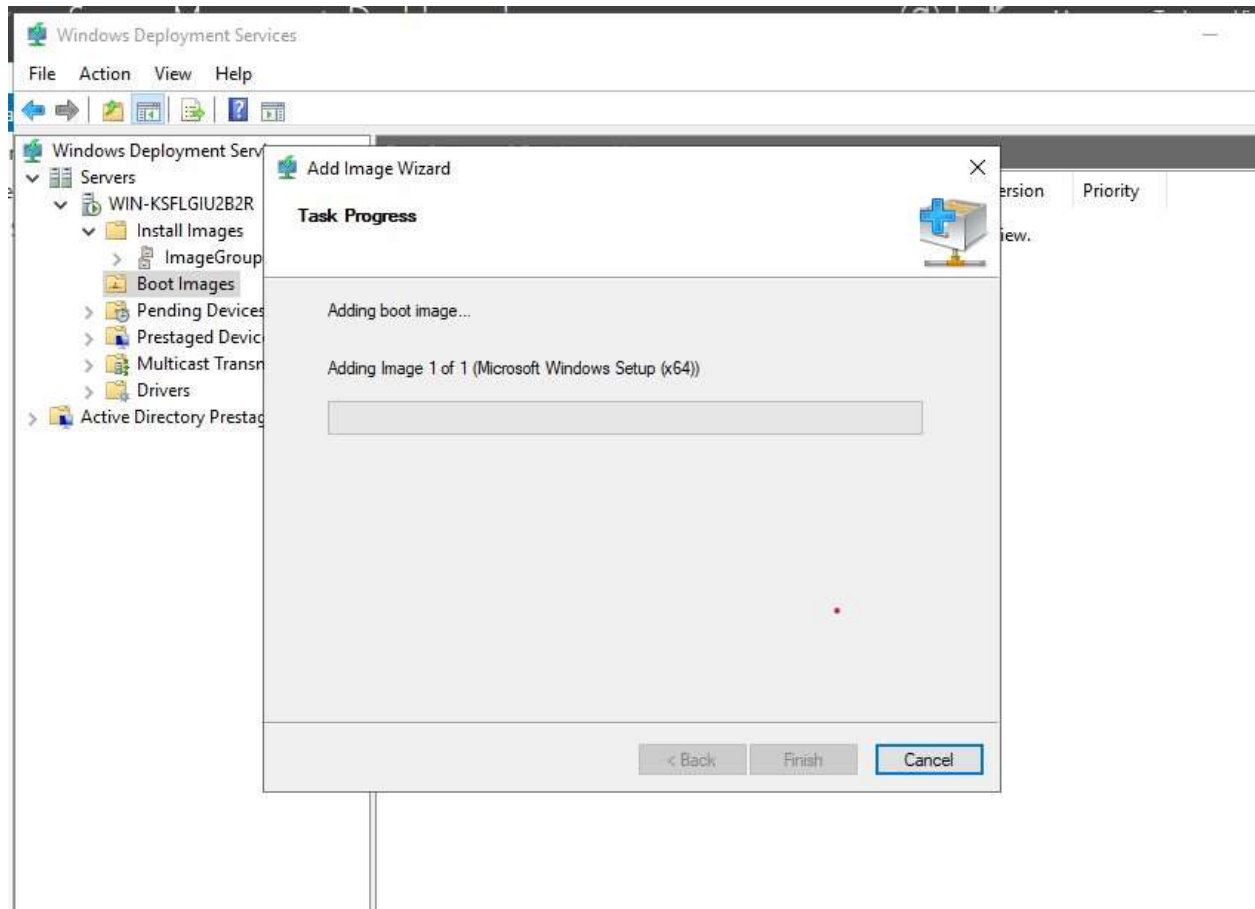 Windows Deployment Services
File Action View Help
Windows Deployment Serv
Servers
WIN-KSFLGIU2B2R
Install Images
ImageGroup
Boot Images
Pending Devices
Prestaged Devic
Multicast Transn
Drivers
Active Directory Prestag
Add Image Wizard
Task Progress
Adding boot image...
Adding Image 1 of 1 (Microsoft Windows Setup (x64))
< Back Finish Cancel
ersion Priority
iew.